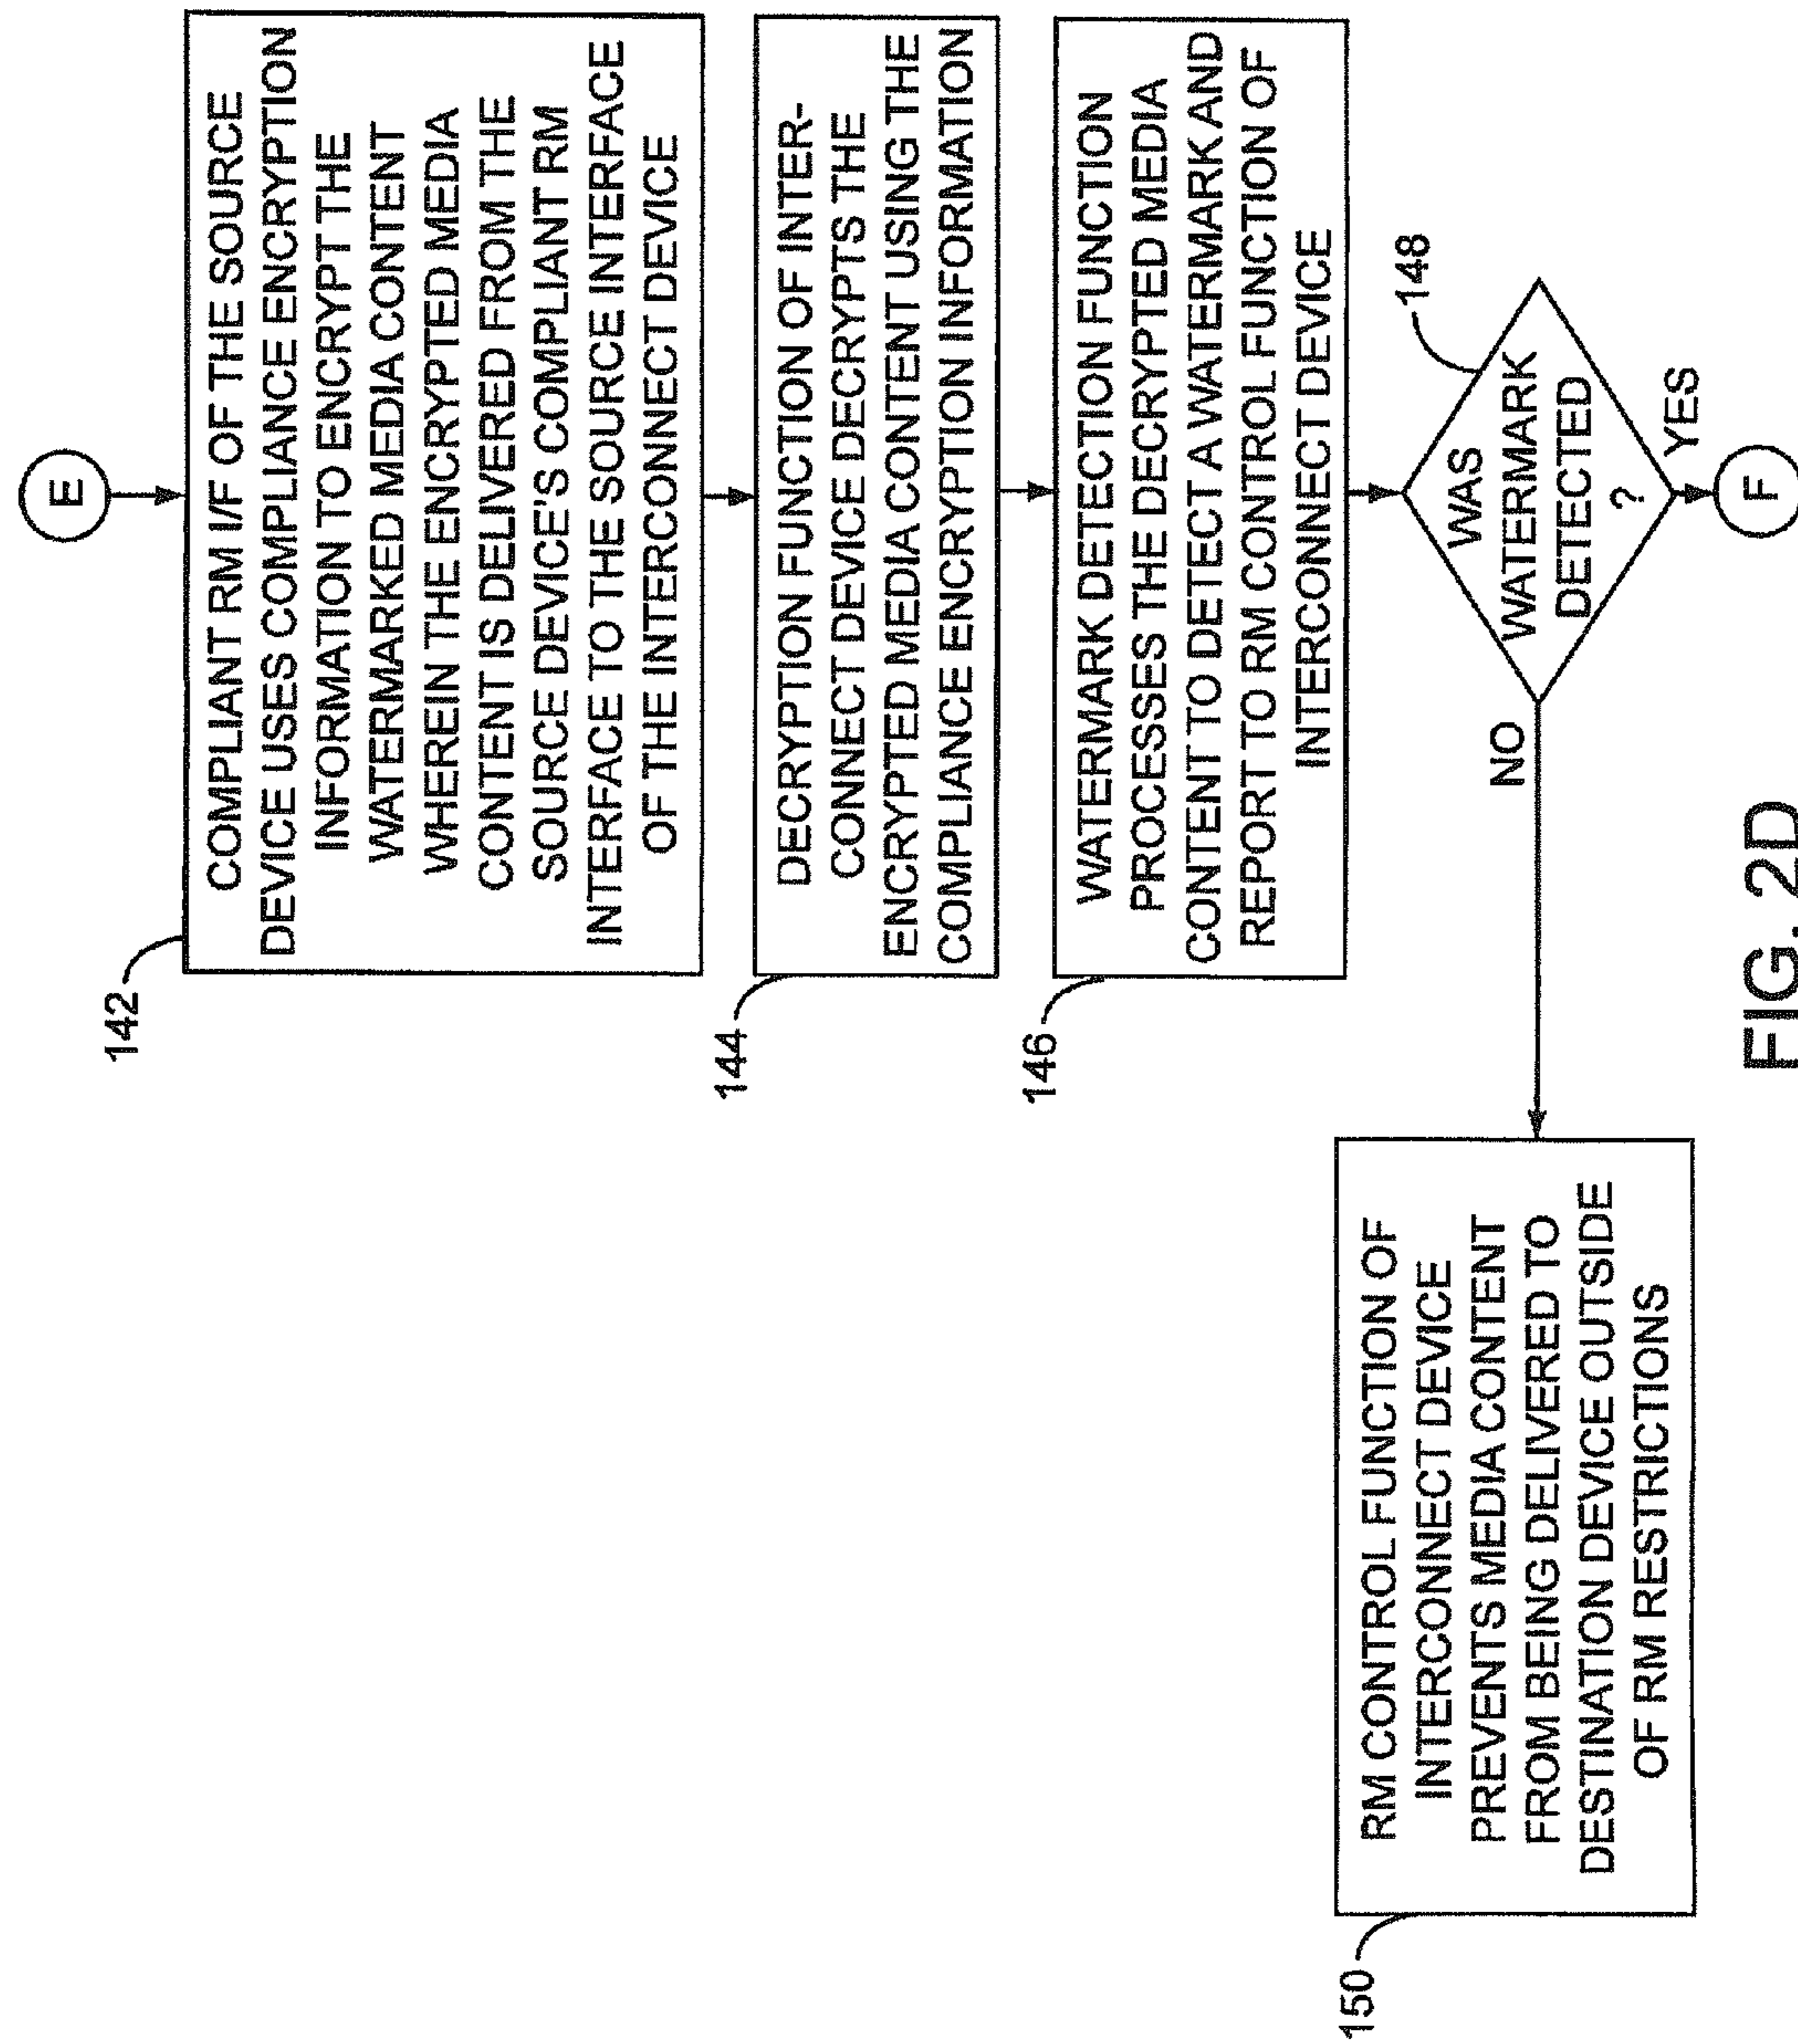 E
142
COMPLIANT RM I/F OF THE SOURCE
DEVICE USES COMPLIANCE ENCRYPTION
INFORMATION TO ENCRYPT THE
WATERMARKED MEDIA CONTENT
WHEREIN THE ENCRYPTED MEDIA
CONTENT IS DELIVERED FROM THE
SOURCE DEVICE'S COMPLIANT RM
INTERFACE TO THE SOURCE INTERFACE
OF THE INTERCONNECT DEVICE
144
DECRYPTION FUNCTION OF INTER-
CONNECT DEVICE DECRYPTS THE
ENCRYPTED MEDIA CONTENT USING THE
COMPLIANCE ENCRYPTION INFORMATION
146
WATERMARK DETECTION FUNCTION
PROCESSES THE DECRYPTED MEDIA
CONTENT TO DETECT A WATERMARK AND
REPORT TO RM CONTROL FUNCTION OF
INTERCONNECT DEVICE
148
WAS
WATERMARK
DETECTED
?
NO
YES
F
150
RM CONTROL FUNCTION OF
INTERCONNECT DEVICE
PREVENTS MEDIA CONTENT
FROM BEING DELIVERED TO
DESTINATION DEVICE OUTSIDE
OF RM RESTRICTIONS
FIG. 2D